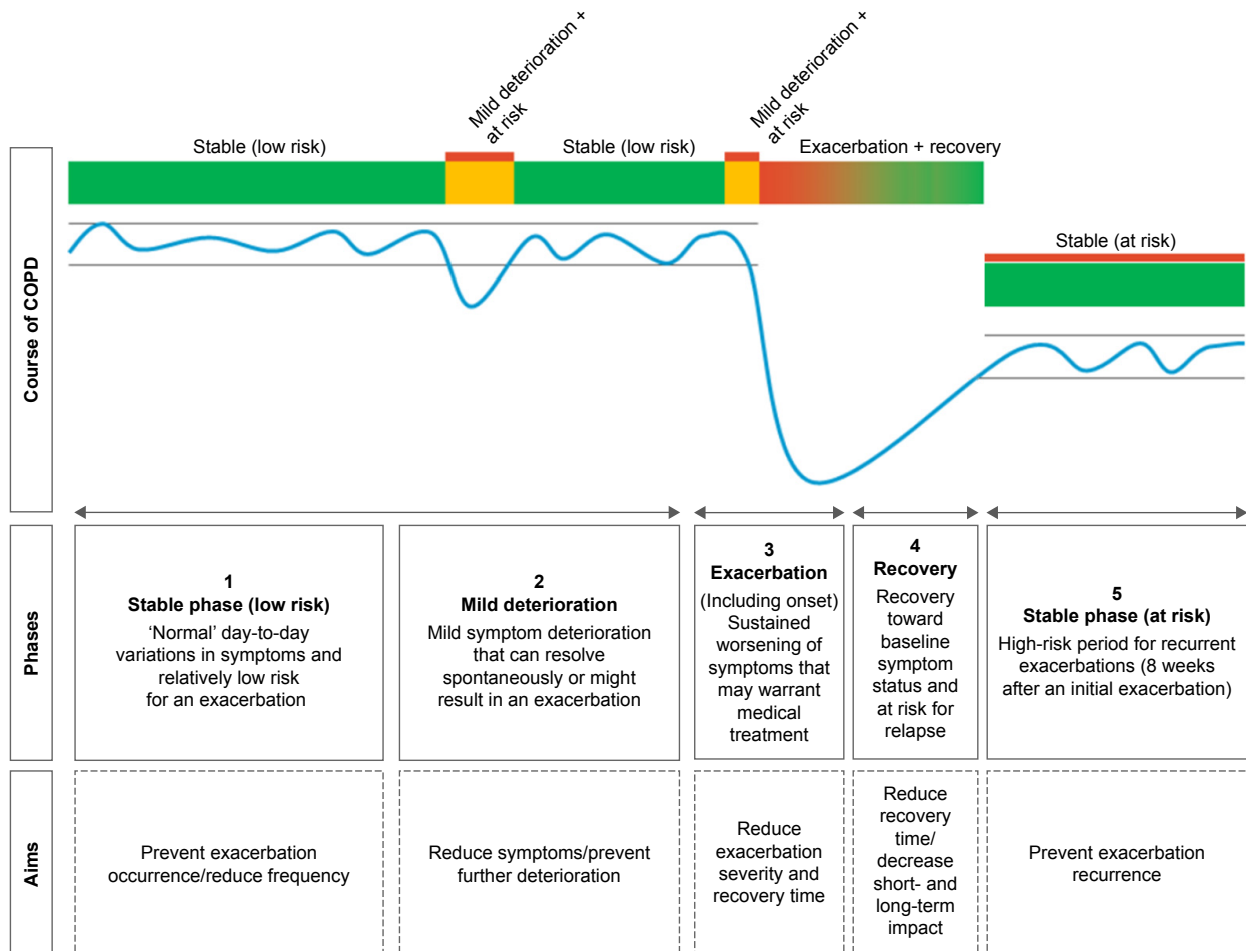 Mild deterioration +
at risk
Mild deterioration +
at risk
Stable (low risk)
Stable (low risk)
Exacerbation + recovery
Stable (at risk)
Course of COPD
Phases
1
Stable phase (low risk)
‘Normal’ day-to-day
variations in symptoms and
relatively low risk
for an exacerbation
2
Mild deterioration
Mild symptom deterioration
that can resolve
spontaneously or might
result in an exacerbation
3
Exacerbation
(Including onset)
Sustained
worsening of
symptoms that
may warrant
medical
treatment
4
Recovery
Recovery
toward
baseline
symptom
status and
at risk for
relapse
5
Stable phase (at risk)
High-risk period for recurrent
exacerbations (8 weeks
after an initial exacerbation)
Aims
Prevent exacerbation
occurrence/reduce frequency
Reduce symptoms/prevent
further deterioration
Reduce
exacerbation
severity and
recovery time
Reduce
recovery
time/
decrease
short- and
long-term
impact
Prevent exacerbation
recurrence